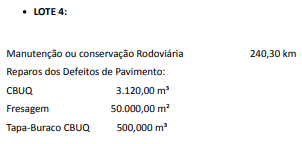 • LOTE 4:
Manutenção ou conservação Rodoviária 240,30 km
Reparos dos Defeitos de Pavimento:
CBUQ 3.120,00 m³
Fresagem 50.000,00 m²
Tapa-Buraco CBUQ 500,000 m³